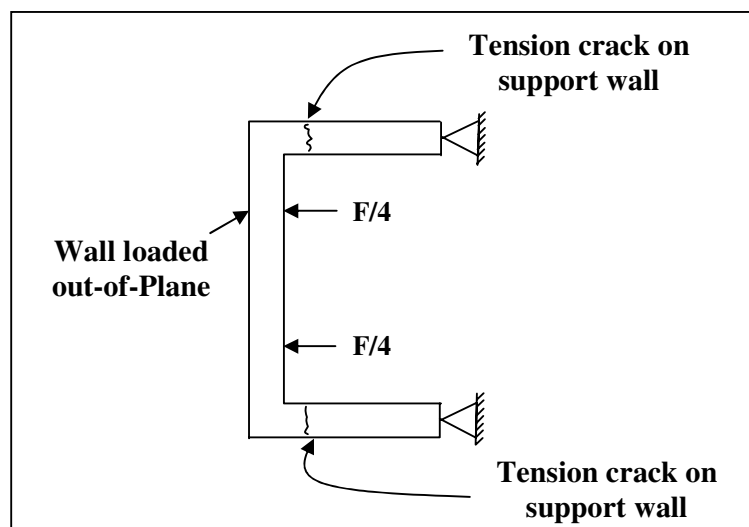 Tension crack on
support wall
F/4
Wall loaded
out-of-Plane
F/4
Tension crack on
support wall